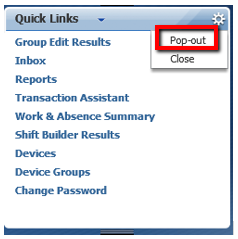 Quick Links
Pop-out
Close
Group Edit Results
Inbox
Reports
Transaction Assistant
Work & Absence Summary
Shift Builder Results
Devices
Device Groups
Change Password